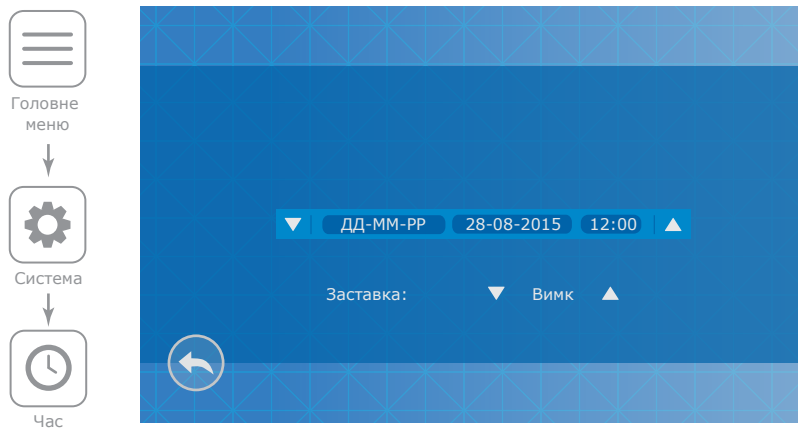 Головне
меню
Система
Час
ДД-ММ-РР 28-08-2015 12:00
Заставка: Вимк